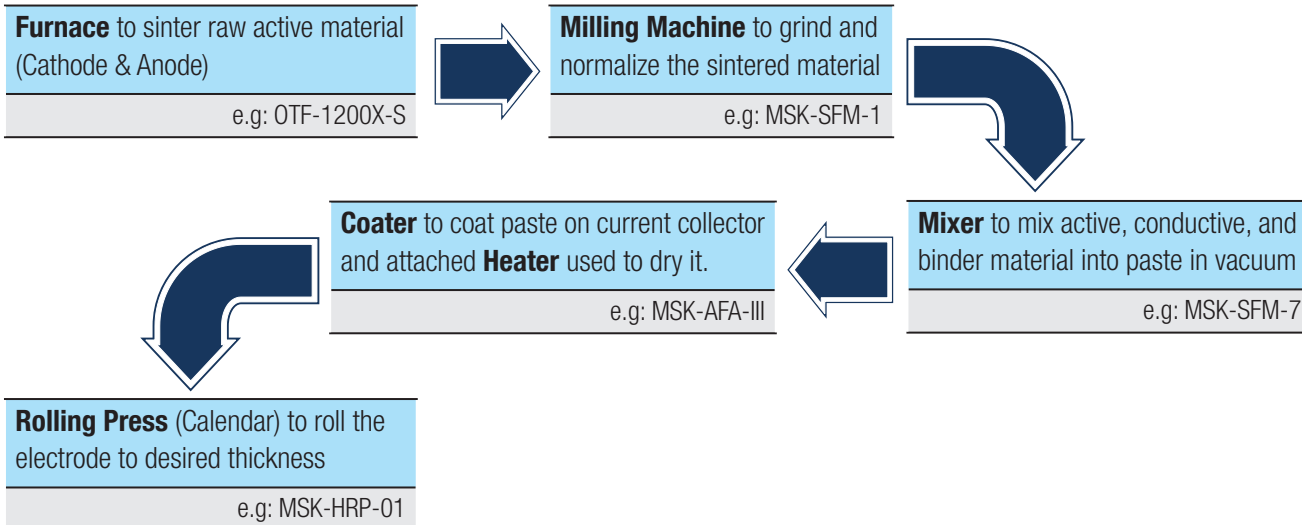 Furnace to sinter raw active material
(Cathode & Anode)
e.g: OTF-1200X-S
Milling Machine to grind and
normalize the sintered material
e.g: MSK-SFM-1
Mixer to mix active, conductive, and
binder material into paste in vacuum
e.g: MSK-SFM-7
Coater to coat paste on current collector
and attached Heater used to dry it.
e.g: MSK-AFA-III
Rolling Press (Calendar) to roll the
electrode to desired thickness
e.g: MSK-HRP-01